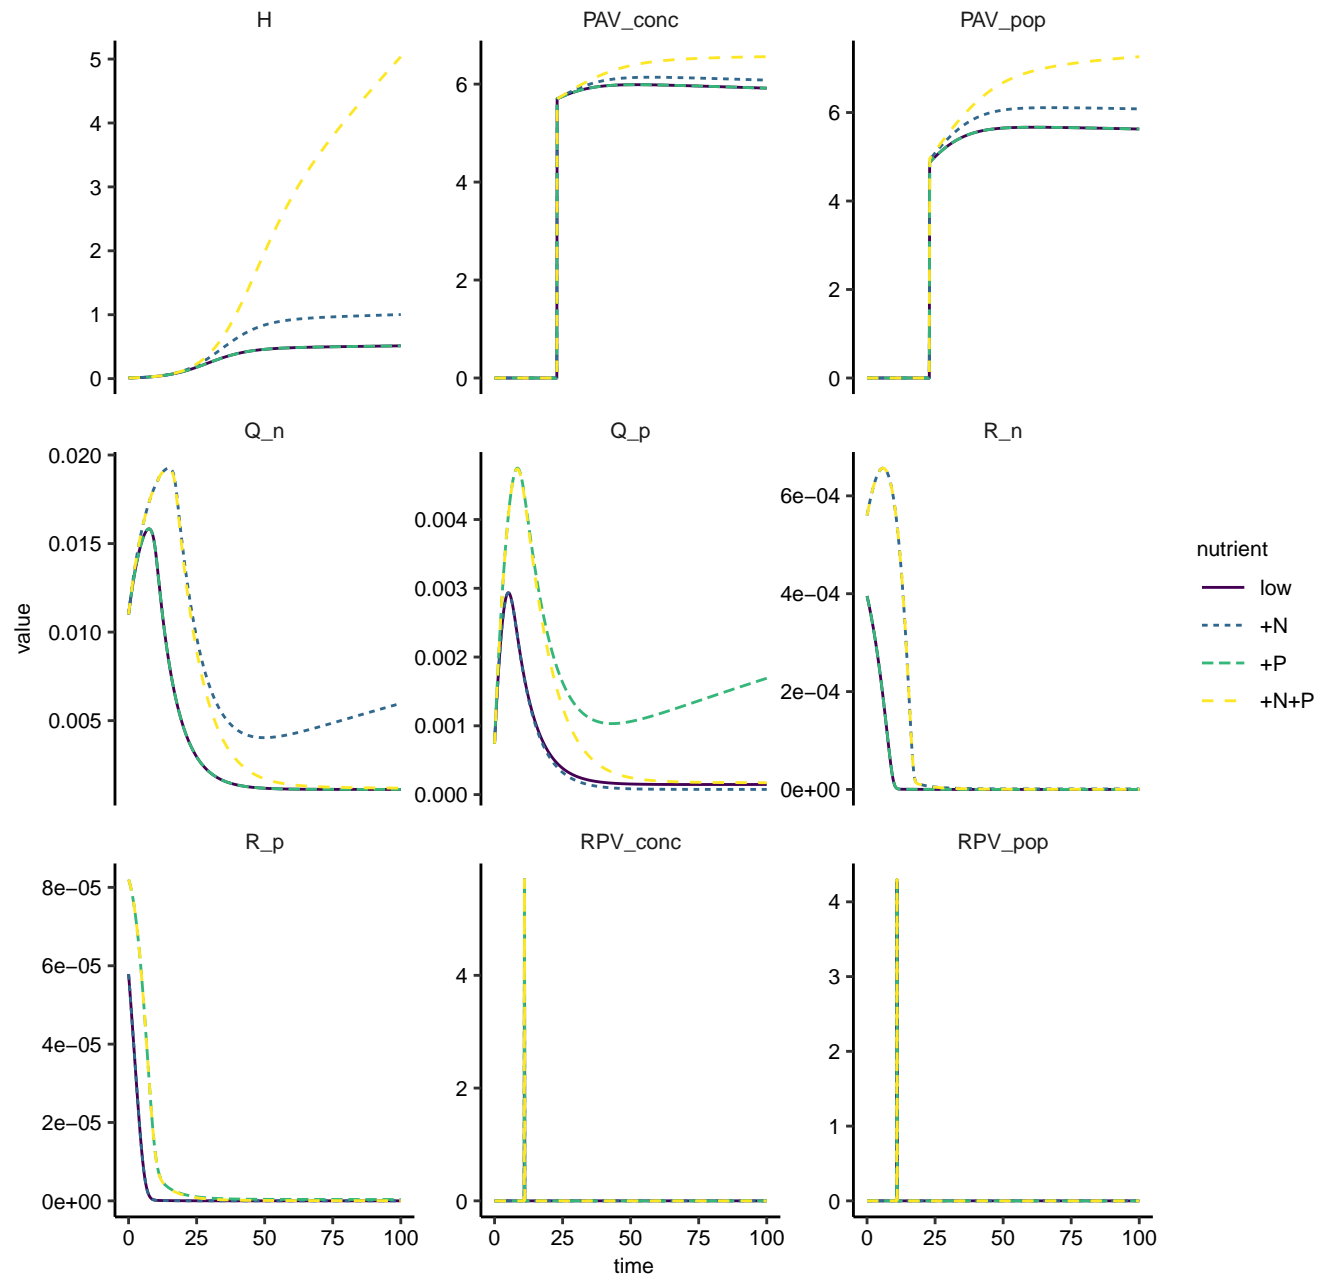 H
PAV_conc
PAV_pop
5
4
3
2
1
0
6
4
2
0
6
4
2
0
Q_n
Q_p
R_n
0.020
0.015
0.010
0.005
0.004
0.003
0.002
0.001
0.000
6e−04
4e−04
2e−04
0e+00
R_p
RPV_conc
RPV_pop
8e−05
6e−05
4e−05
2e−05
0e+00
4
2
0
4
3
2
1
0
0 25 50 75 100
0 25 50 75 100
0 25 50 75 100
time
value
nutrient
low
+N
+P
+N+P